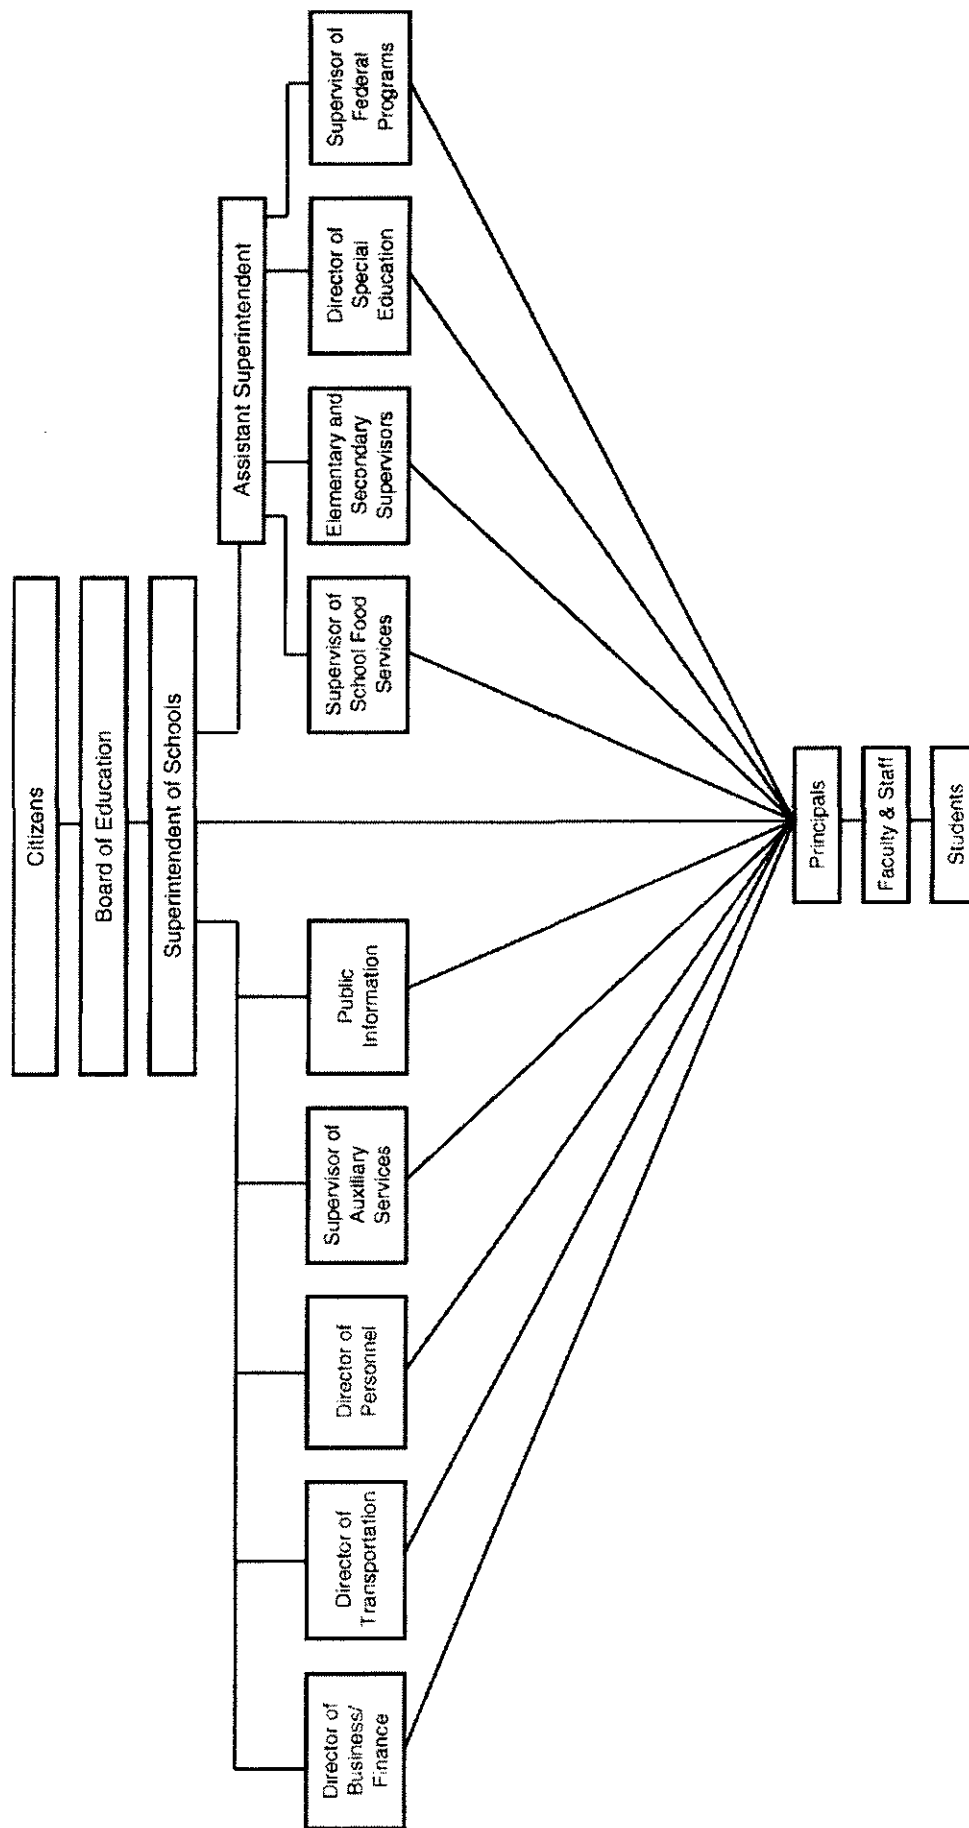 Citizens
Board of Education
Superintendent of Schools
Assistant Superintendent
Director of
Business/
Finance
Director of
Transportation
Director of
Personnel
Supervisor of
Auxiliary
Services
Public
Information
Supervisor of
School Food
Services
Elementary and
Secondary
Supervisors
Director of
Special
Education
Supervisor of
Federal
Programs
Principals
Faculty & Staff
Students